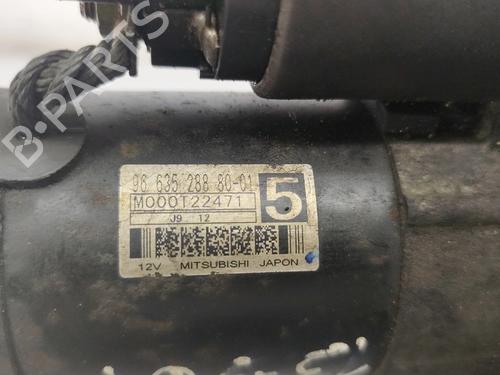 B-PARTS
96 635 288 80-01
M000T22471
5
J9 12
12V MITSUBISHI JAPON